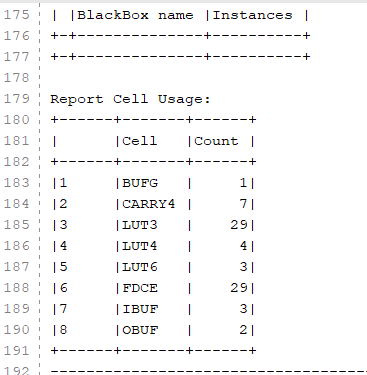 175 | |BlackBox name |Instances |
176 +-+--------------+----------+
177 +-+--------------+----------+
178
179 Report Cell Usage:
180 +------+-------+------+
181 |      |Cell   |Count |
182 +------+-------+------+
183 |1     |BUFG   |     1|
184 |2     |CARRY4 |     7|
185 |3     |LUT3   |    29|
186 |4     |LUT4   |     4|
187 |5     |LUT6   |     3|
188 |6     |FDCE   |    29|
189 |7     |IBUF   |     3|
190 |8     |OBUF   |     2|
191 +------+-------+------+
192 -----------------------------------